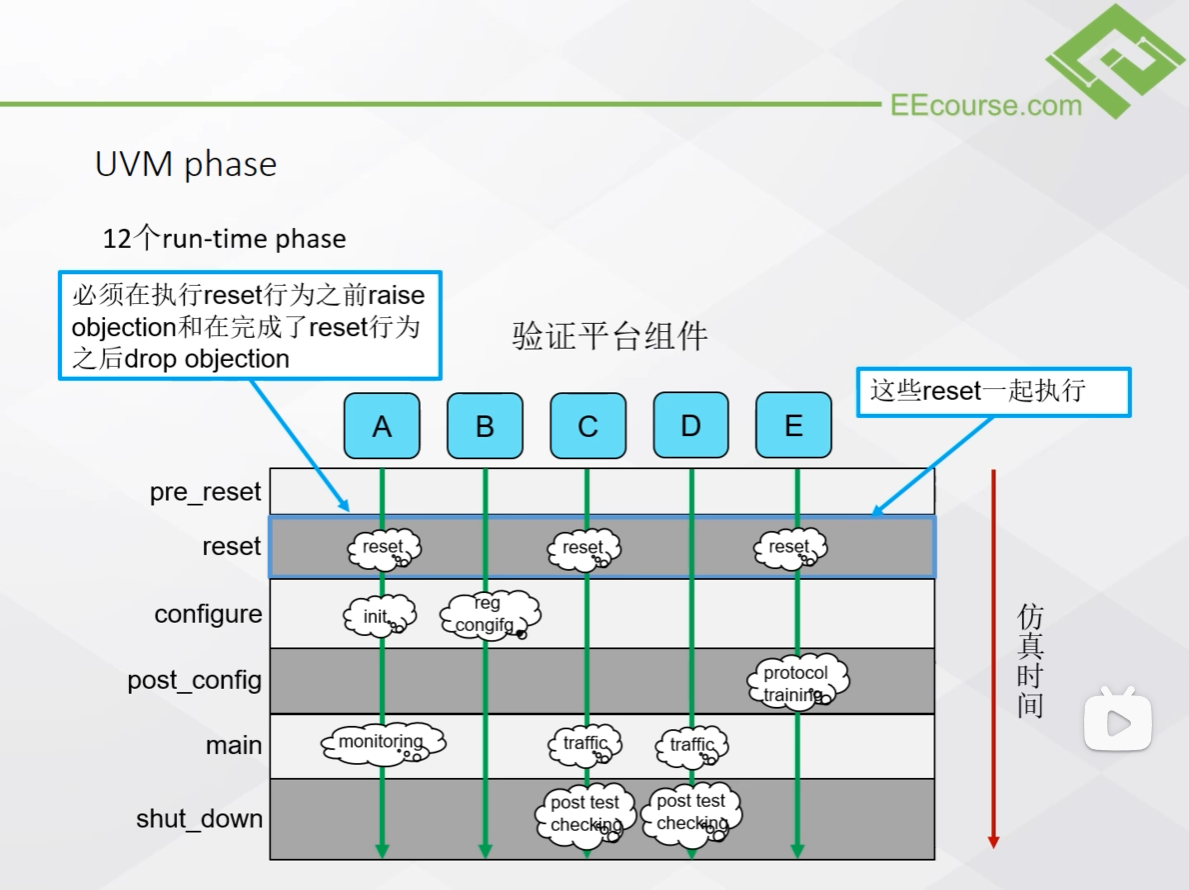 EEcourse.com
UVM phase
12个run-time phase
必须在执行reset行为之前raise
objection和在完成了reset行为
之后drop objection
验证平台组件
这些reset一起执行
A
B
C
D
E
pre_reset
reset
reset
reset
reset
configure
init
reg
congifg
post_config
protocol
training
main
monitoring
traffic
traffic
shut_down
post test
checking
post test
checking
仿真时间